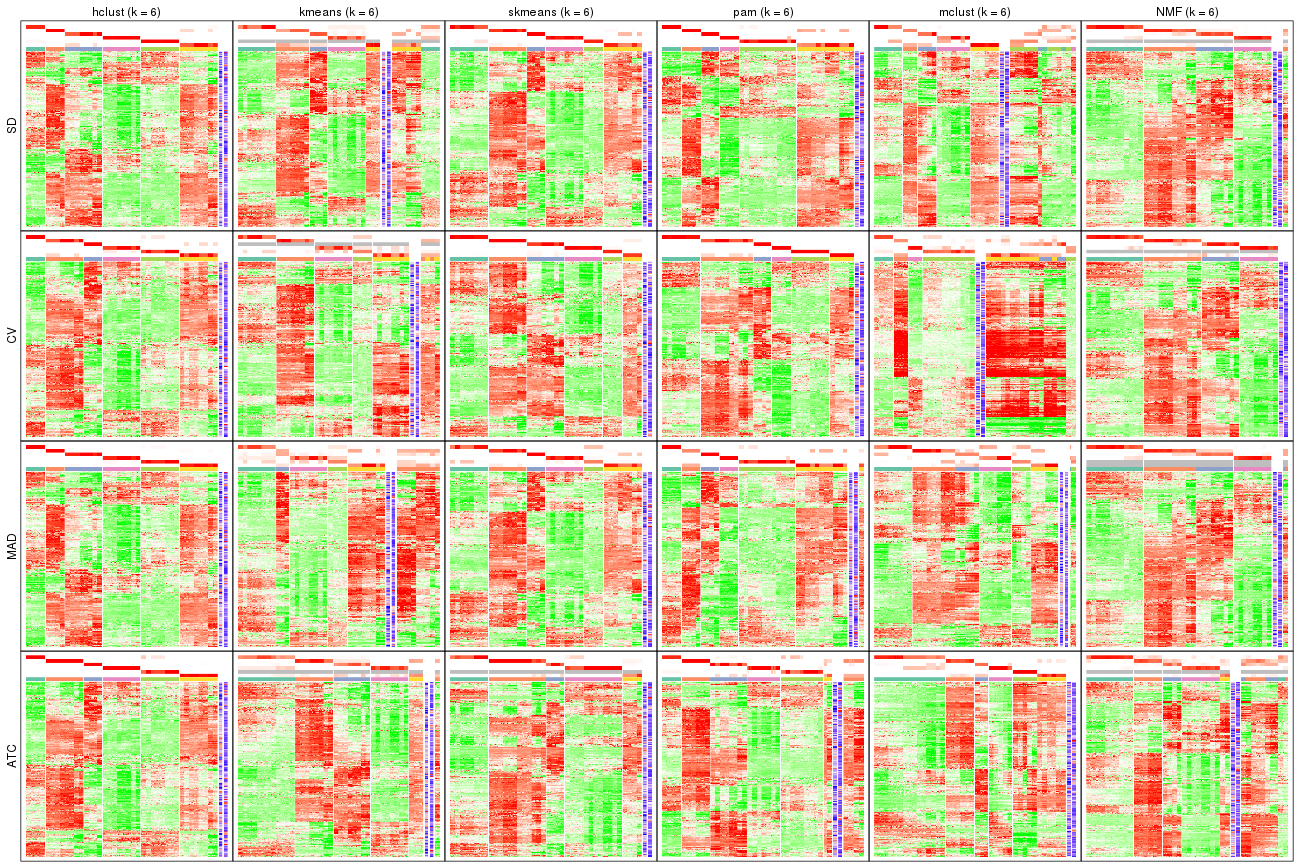 hclust (k = 6) kmeans (k = 6) skmeans (k = 6) pam (k = 6) mclust (k = 6) NMF (k = 6)
SD
CV
MAD
ATC